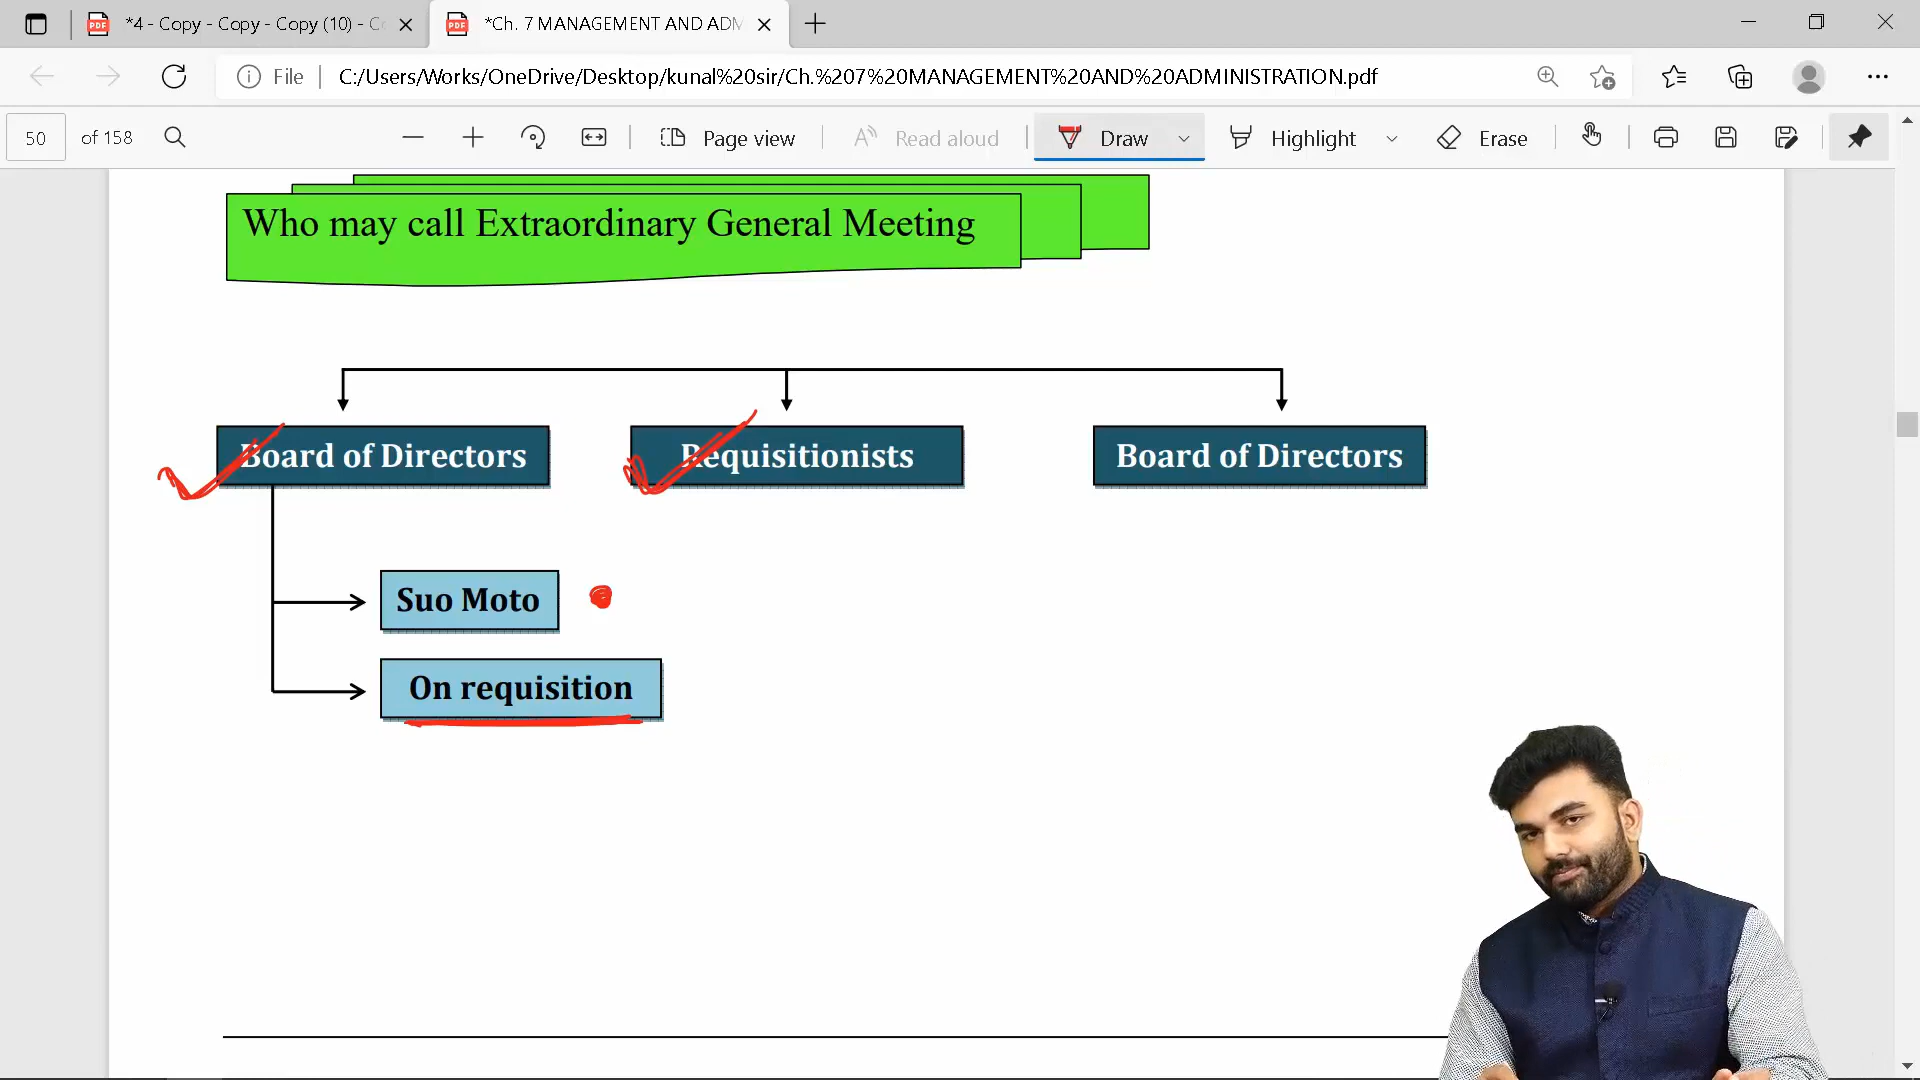 *4 - Copy - Copy - Copy (10) - C
*Ch. 7 MANAGEMENT AND ADM
File
C:/Users/Works/OneDrive/Desktop/kunal%20sir/Ch.%207%20MANAGEMENT%20AND%20ADMINISTRATION.pdf
50 of 158
Page view
Read aloud
Draw
Highlight
Erase
Who may call Extraordinary General Meeting
Board of Directors
Requisitionists
Board of Directors
Suo Moto
On requisition